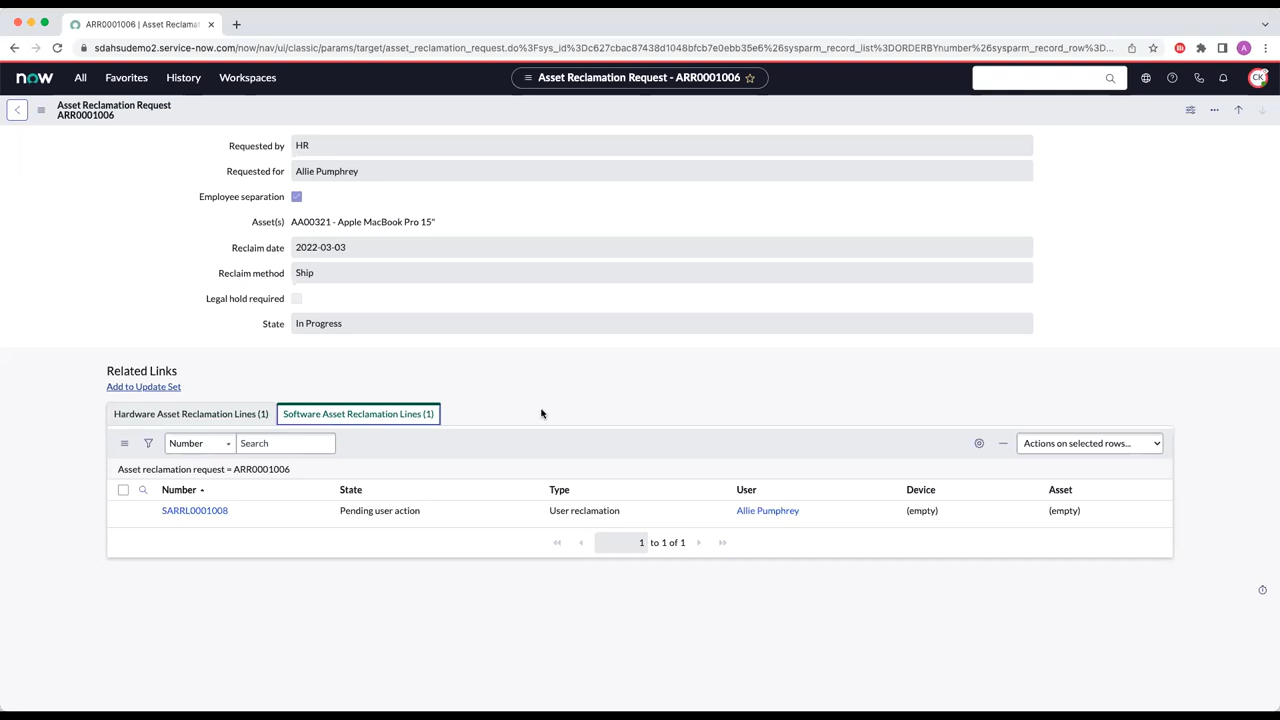 ARR0001006 | Asset Reclama
sdahsudemo2.service-now.com/now/nav/ui/classic/params/target/asset_reclamation_request.do%3Fsys_id%3Dc627cbac87438d1048bfcb7e0ebb35e6%26sysparm_record_list%3DORDERBYnumber%26sysparm_record_row%3D...
A
now All Favorites History Workspaces Asset Reclamation Request - ARR0001006 CK
Asset Reclamation Request
ARR0001006
Requested by HR
Requested for Allie Pumphrey
Employee separation
Asset(s) AA00321 - Apple MacBook Pro 15"
Reclaim date 2022-03-03
Reclaim method Ship
Legal hold required
State In Progress
Related Links
Add to Update Set
Hardware Asset Reclamation Lines (1) Software Asset Reclamation Lines (1)
Number Search Actions on selected rows...
Asset reclamation request = ARR0001006
Number State Type User Device Asset
SARRL0001008 Pending user action User reclamation Allie Pumphrey (empty) (empty)
1 to 1 of 1